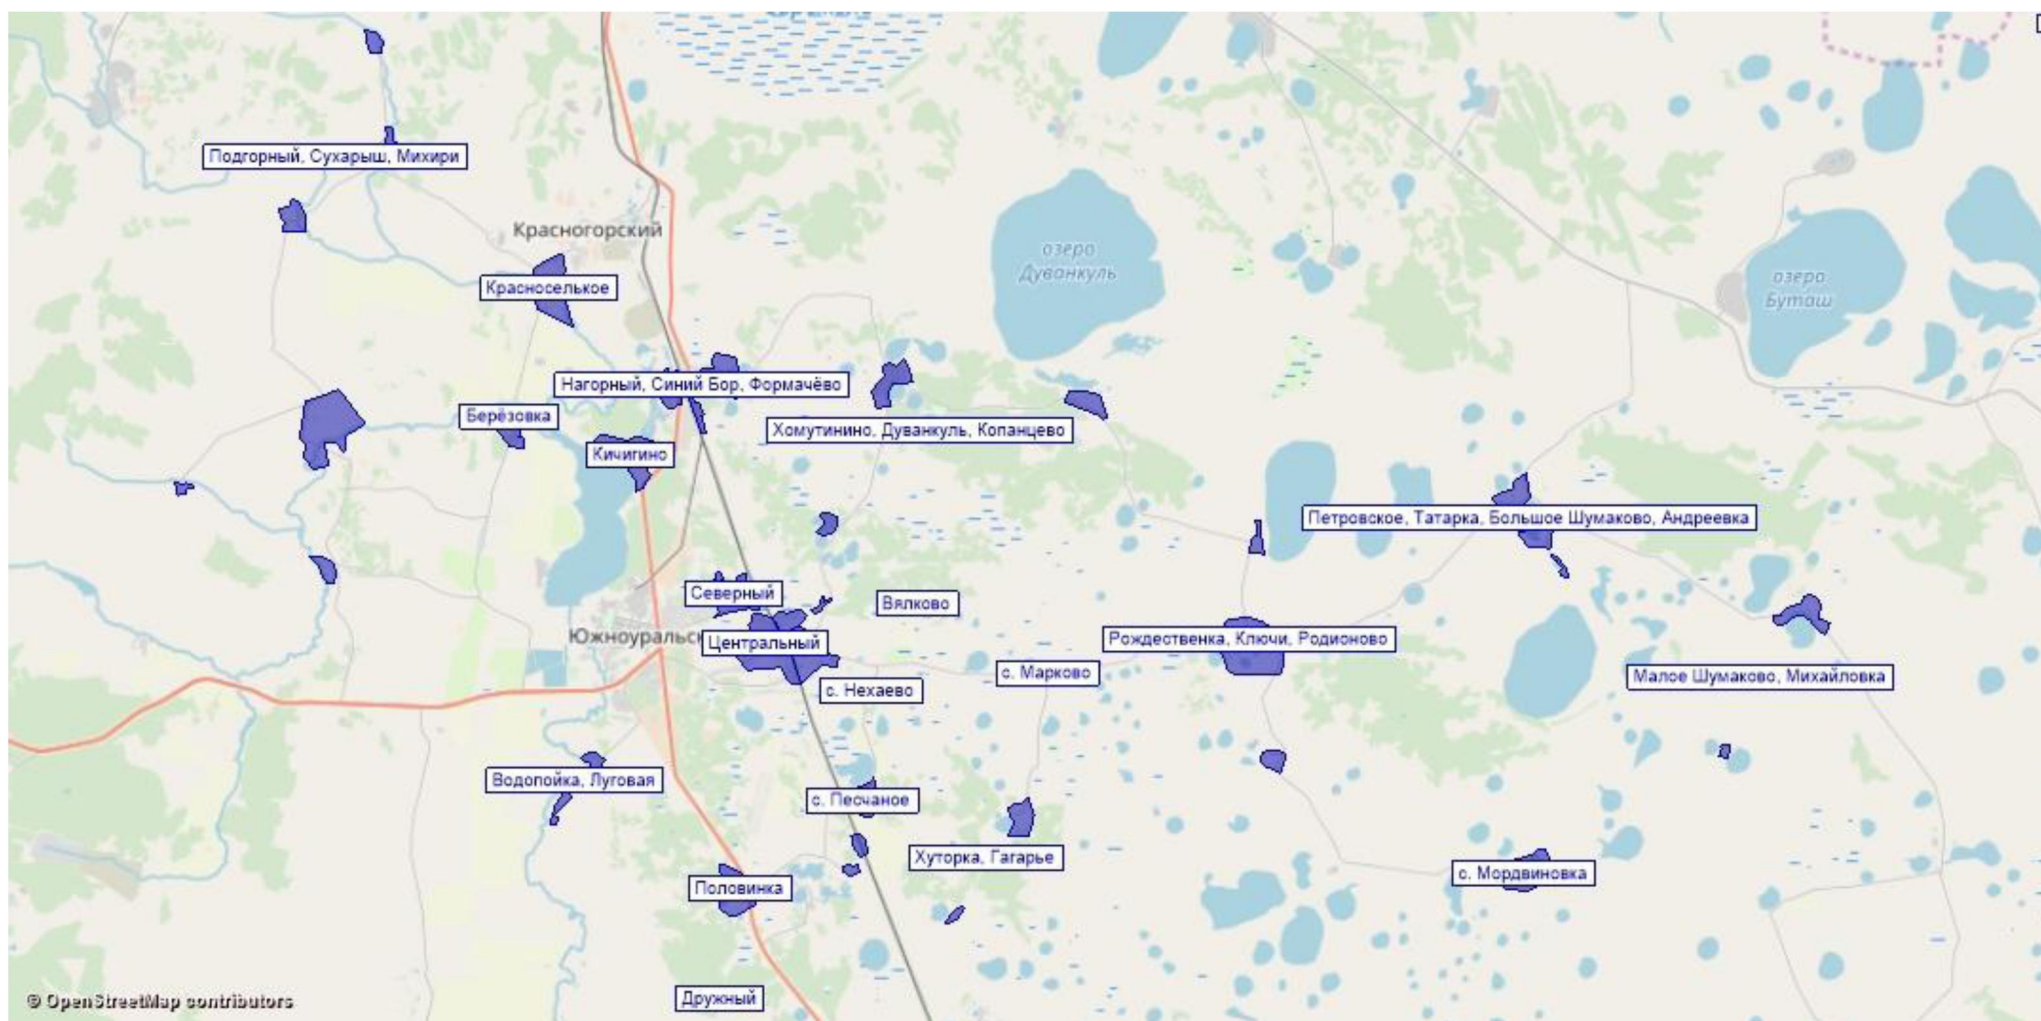 Подгорный, Сухарыш, Михири
Красногорский
озеро
Дуванкуль
озеро
Буташ
Красноселькое
Нагорный, Синий Бор, Формачёво
Берёзовка
Хомутинино, Дуванкуль, Копанцево
Кичигино
Петровское, Татарка, Большое Шумаково, Андреевка
Северный
Вялково
Южноуральск
Центральный
Рождественка, Ключи, Родионово
с. Марково
Малое Шумаково, Михайловка
с. Нехаево
Водопойка, Луговая
с. Песчаное
Хуторка, Гагарье
с. Мордвиновка
Половинка
Дружный
© OpenStreetMap contributors